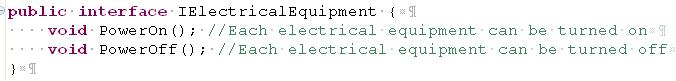 public interface IElectricalEquipment {
    void PowerOn(); //Each electrical equipment can be turned on
    void PowerOff(); //Each electrical equipment can be turned off
}